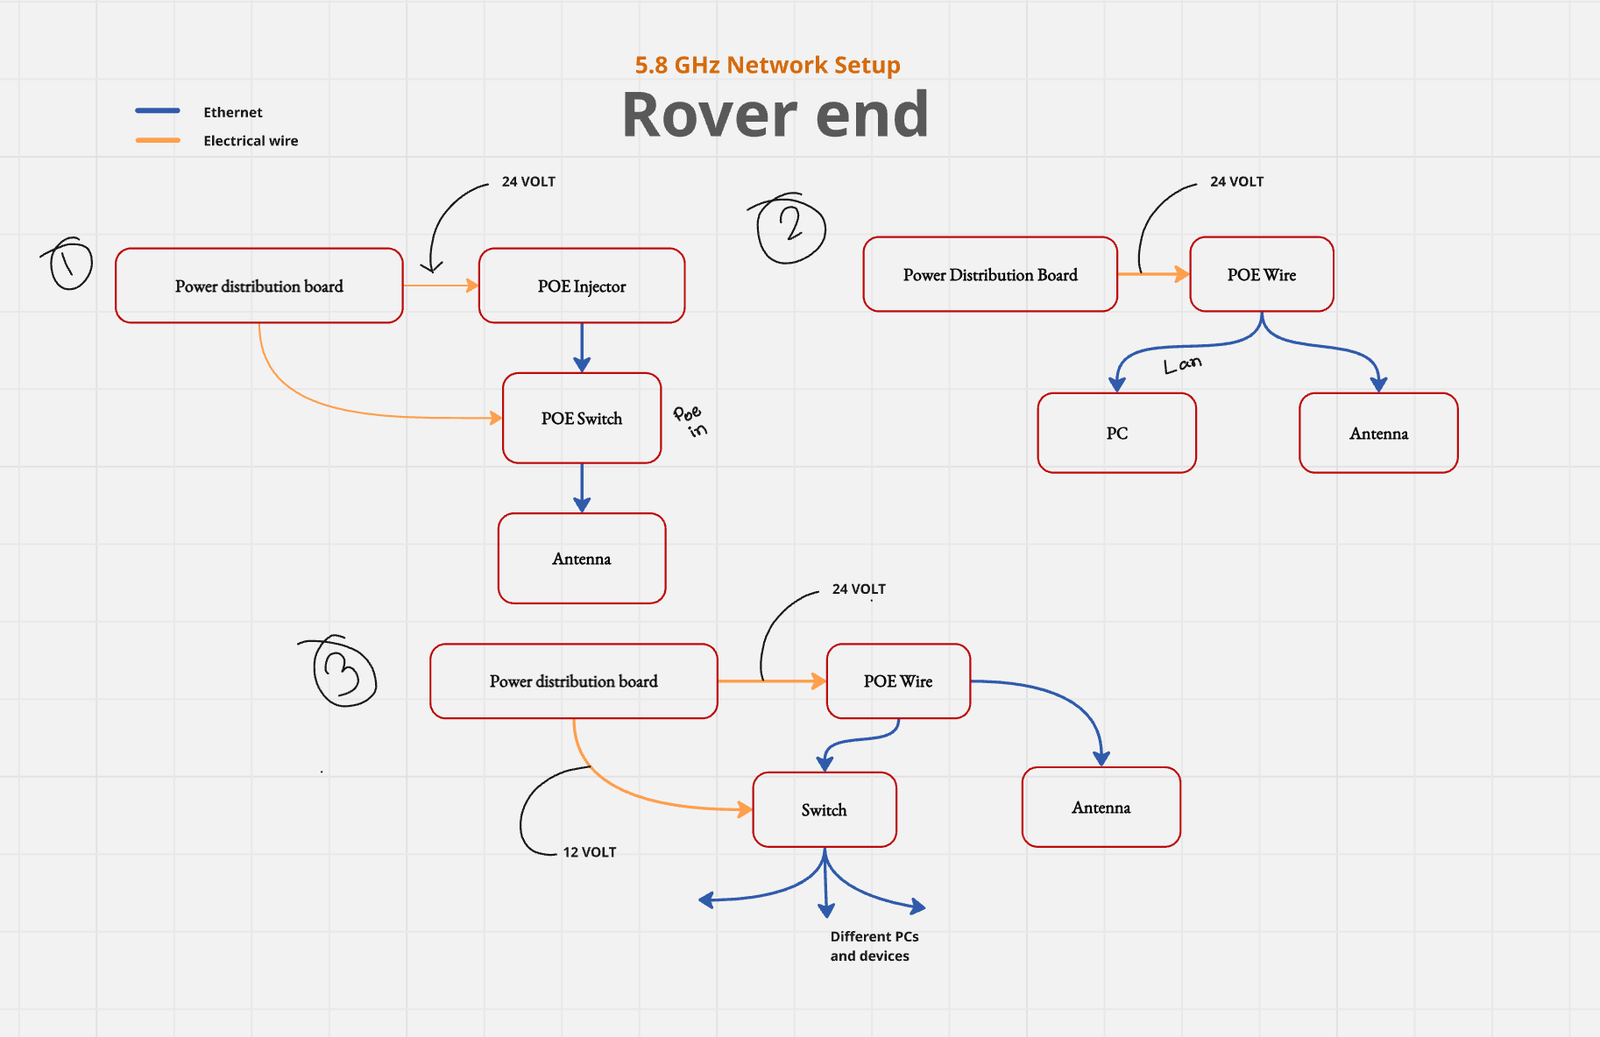 5.8 GHz Network Setup
Rover end
Ethernet
Electrical wire
1
24 VOLT
Power distribution board
POE Injector
POE Switch
Poe
in
Antenna
2
24 VOLT
Power Distribution Board
POE Wire
Lan
PC
Antenna
3
24 VOLT
Power distribution board
POE Wire
Switch
Antenna
12 VOLT
Different PCs
and devices